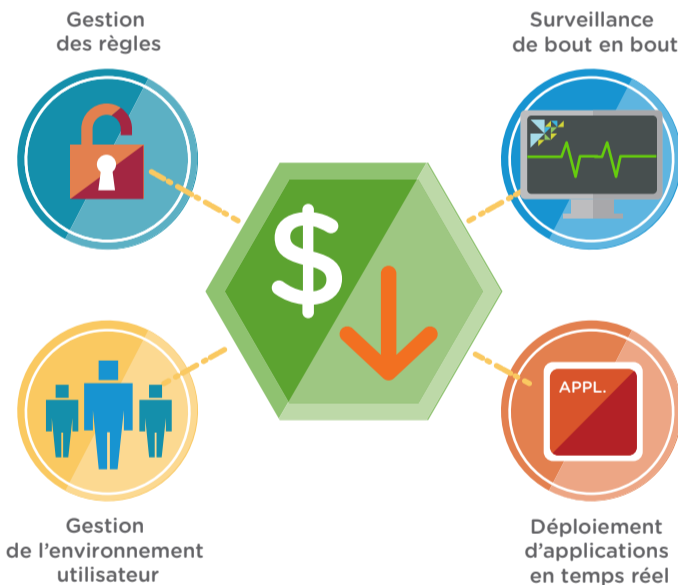 Gestion
des règles
Surveillance
de bout en bout
$
APPL.
Gestion
de l'environnement
utilisateur
Déploiement
d'applications
en temps réel